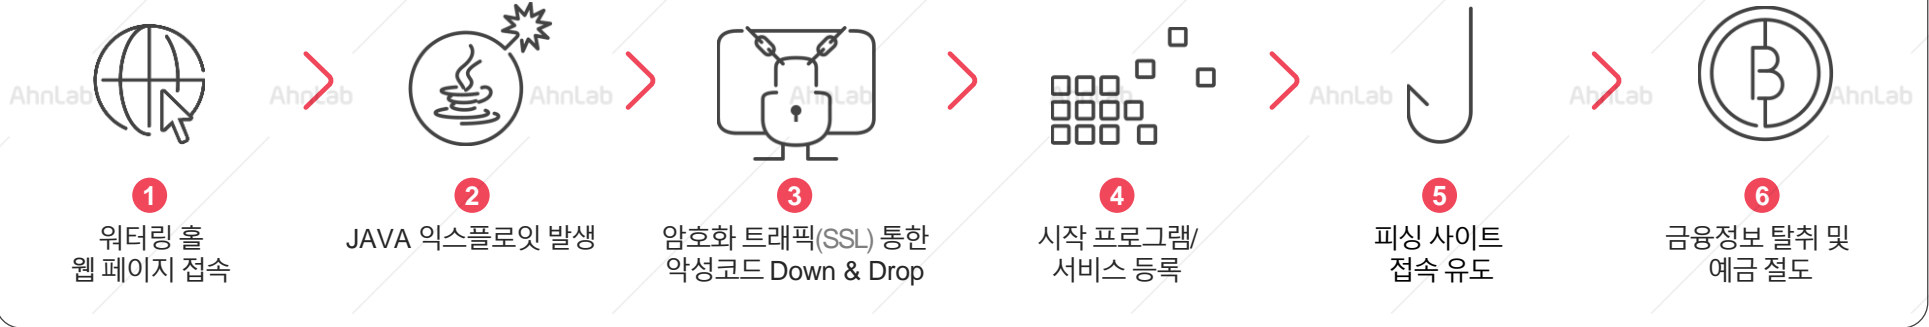 AhnLab AhnLab AhnLab AhnLab AhnLab AhnLab AhnLab
1
워터링 홀
웹 페이지 접속
2
JAVA 익스플로잇 발생
3
암호화 트래픽(SSL) 통한
악성코드 Down & Drop
4
시작 프로그램/
서비스 등록
5
피싱 사이트
접속 유도
6
금융정보 탈취 및
예금 절도